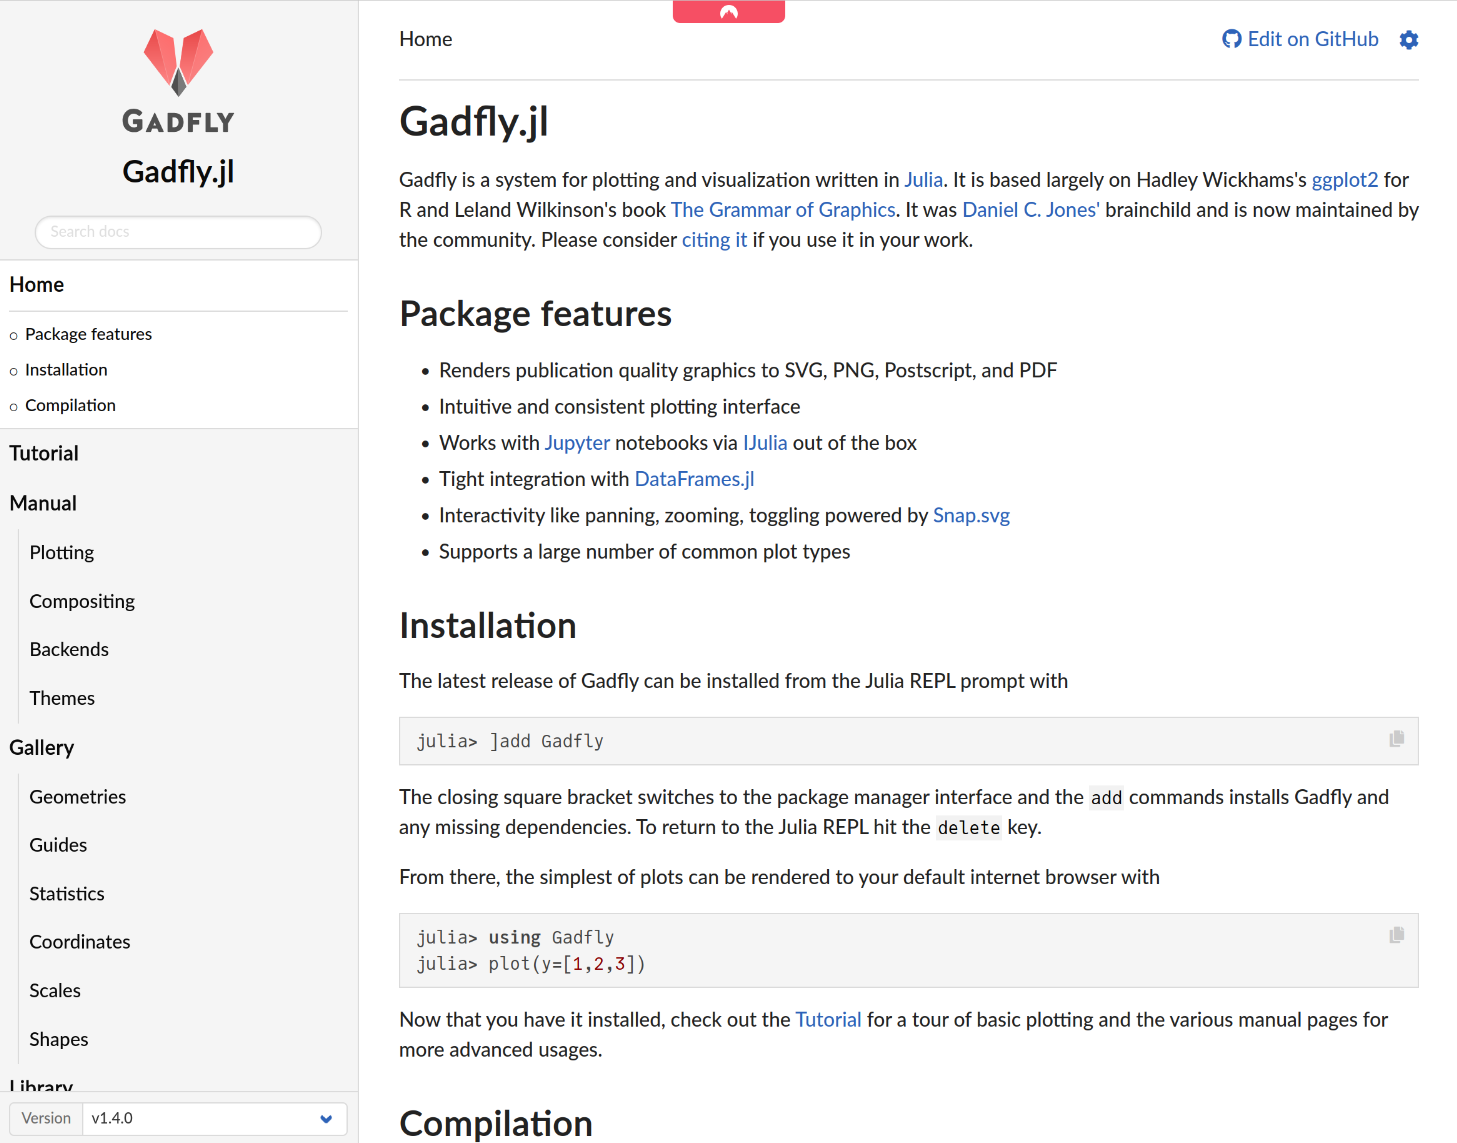 GADFLY
Gadfly.jl
Search docs
Home
Package features
Installation
Compilation
Tutorial
Manual
Plotting
Compositing
Backends
Themes
Gallery
Geometries
Guides
Statistics
Coordinates
Scales
Shapes
Library
Version v1.4.0
Home
Edit on GitHub
Gadfly.jl
Gadfly is a system for plotting and visualization written in Julia. It is based largely on Hadley Wickhams's ggplot2 for
R and Leland Wilkinson's book The Grammar of Graphics. It was Daniel C. Jones' brainchild and is now maintained by
the community. Please consider citing it if you use it in your work.
Package features
• Renders publication quality graphics to SVG, PNG, Postscript, and PDF
• Intuitive and consistent plotting interface
• Works with Jupyter notebooks via IJulia out of the box
• Tight integration with DataFrames.jl
• Interactivity like panning, zooming, toggling powered by Snap.svg
• Supports a large number of common plot types
Installation
The latest release of Gadfly can be installed from the Julia REPL prompt with
julia> ]add Gadfly
The closing square bracket switches to the package manager interface and the add commands installs Gadfly and
any missing dependencies. To return to the Julia REPL hit the delete key.
From there, the simplest of plots can be rendered to your default internet browser with
julia> using Gadfly
julia> plot(y=[1,2,3])
Now that you have it installed, check out the Tutorial for a tour of basic plotting and the various manual pages for
more advanced usages.
Compilation